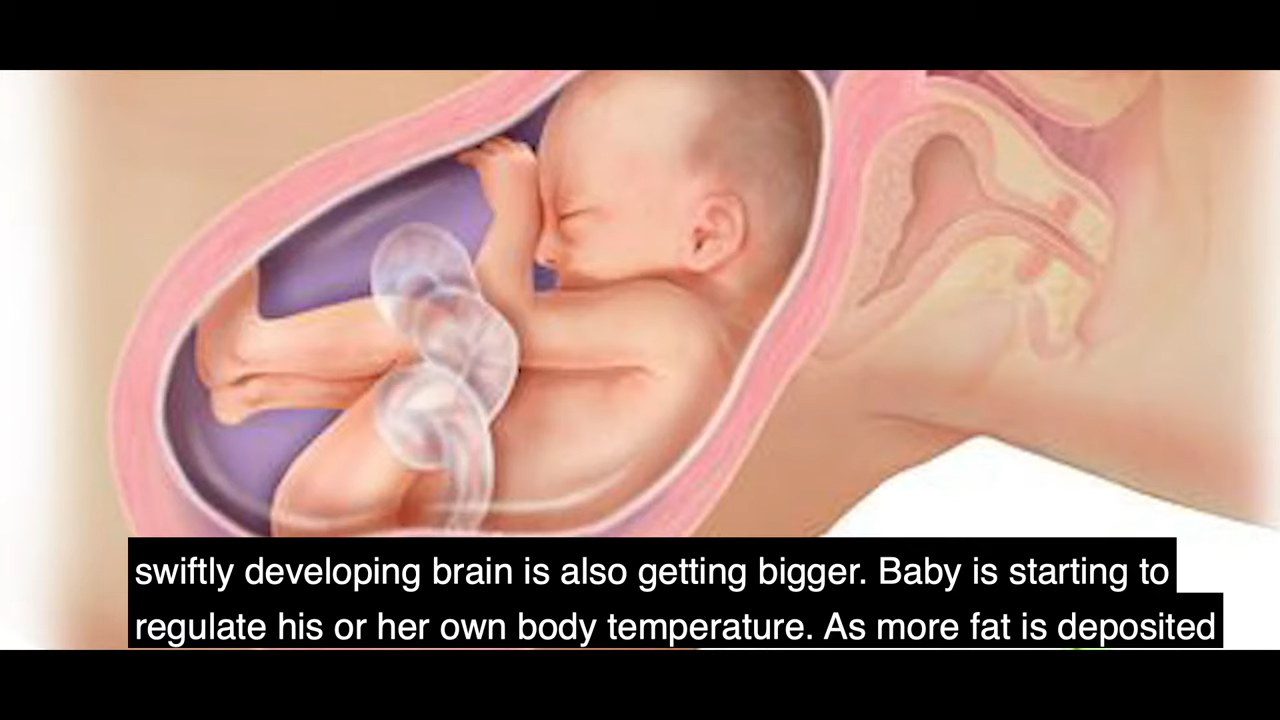 swiftly developing brain is also getting bigger. Baby is starting to
regulate his or her own body temperature. As more fat is deposited